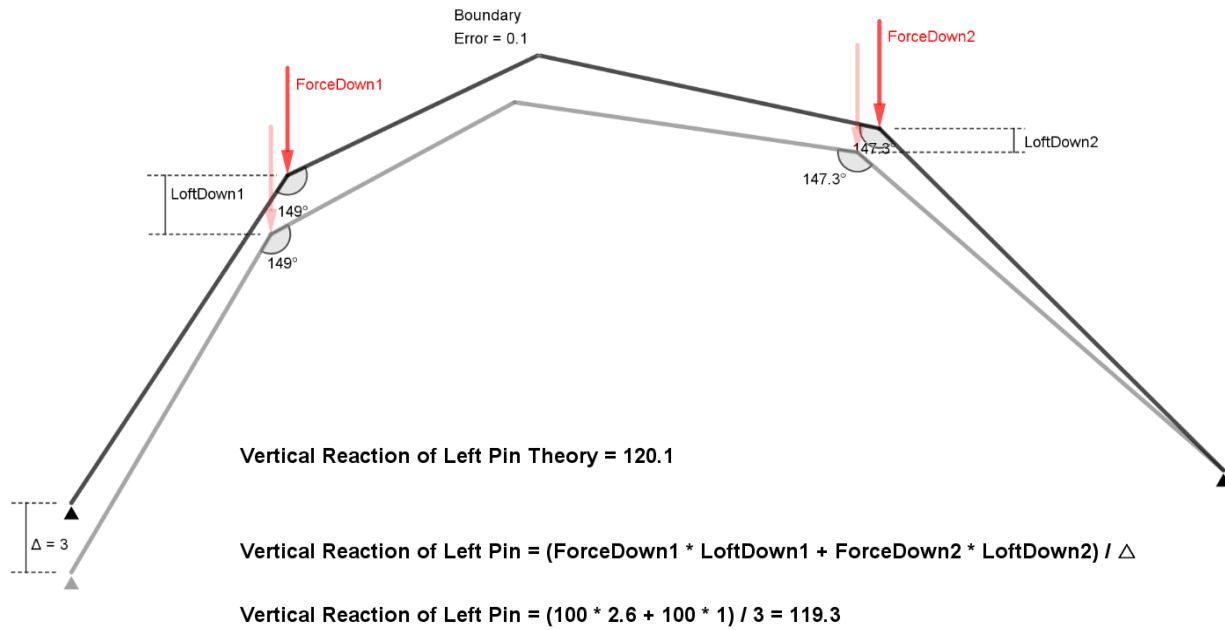 Boundary
Error = 0.1
ForceDown2
ForceDown1
147.3°
LoftDown2
147.3°
LoftDown1
149°
149°
Vertical Reaction of Left Pin Theory = 120.1
Δ = 3
Vertical Reaction of Left Pin = (ForceDown1 * LoftDown1 + ForceDown2 * LoftDown2) / △
Vertical Reaction of Left Pin = (100 * 2.6 + 100 * 1) / 3 = 119.3